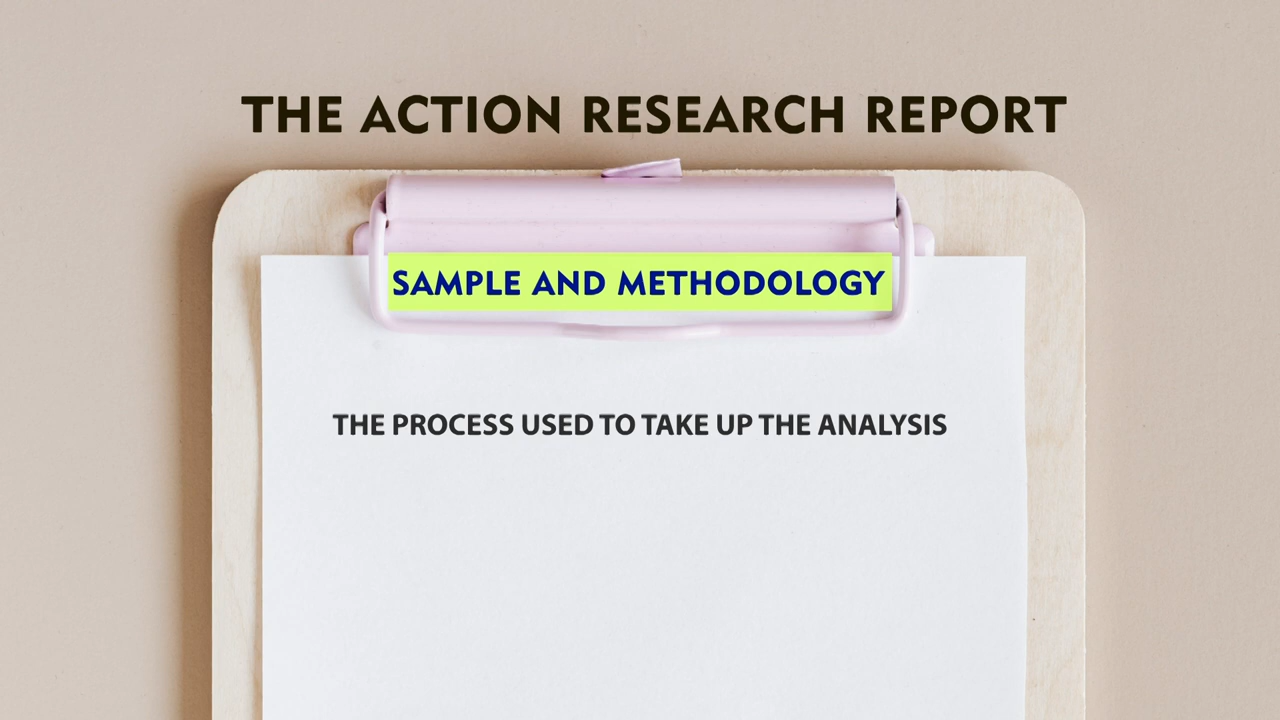 THE ACTION RESEARCH REPORT
SAMPLE AND METHODOLOGY
THE PROCESS USED TO TAKE UP THE ANALYSIS